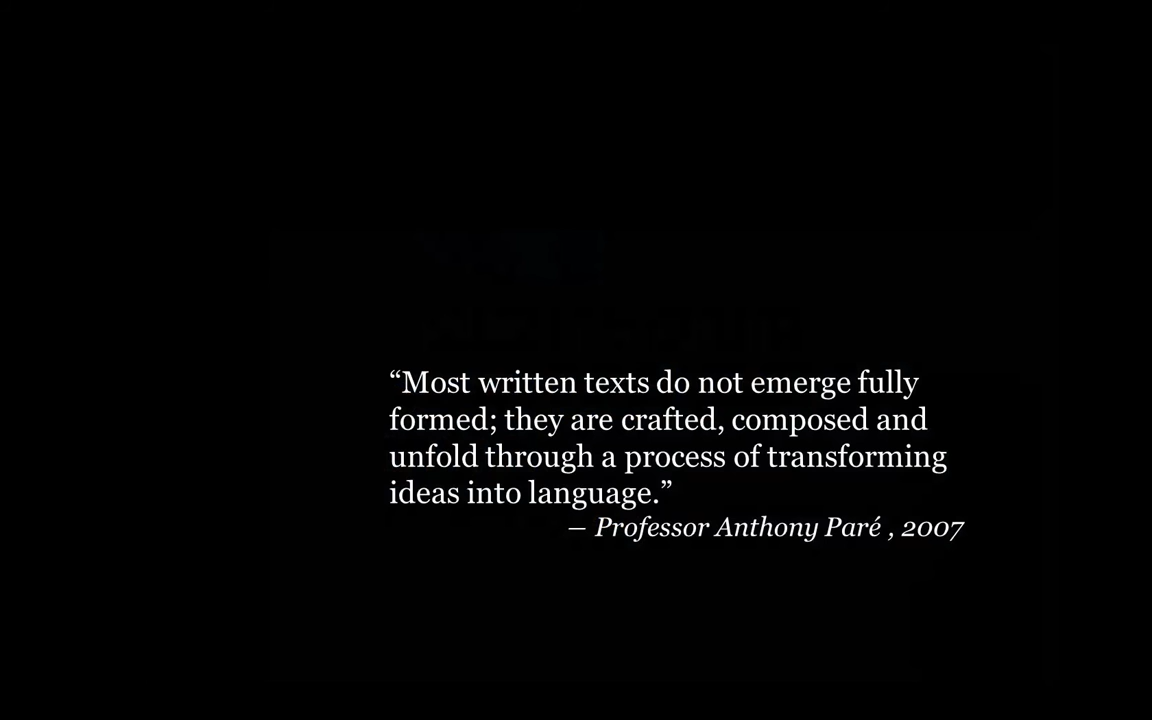 “Most written texts do not emerge fully
formed; they are crafted, composed and
unfold through a process of transforming
ideas into language.”
— Professor Anthony Paré , 2007